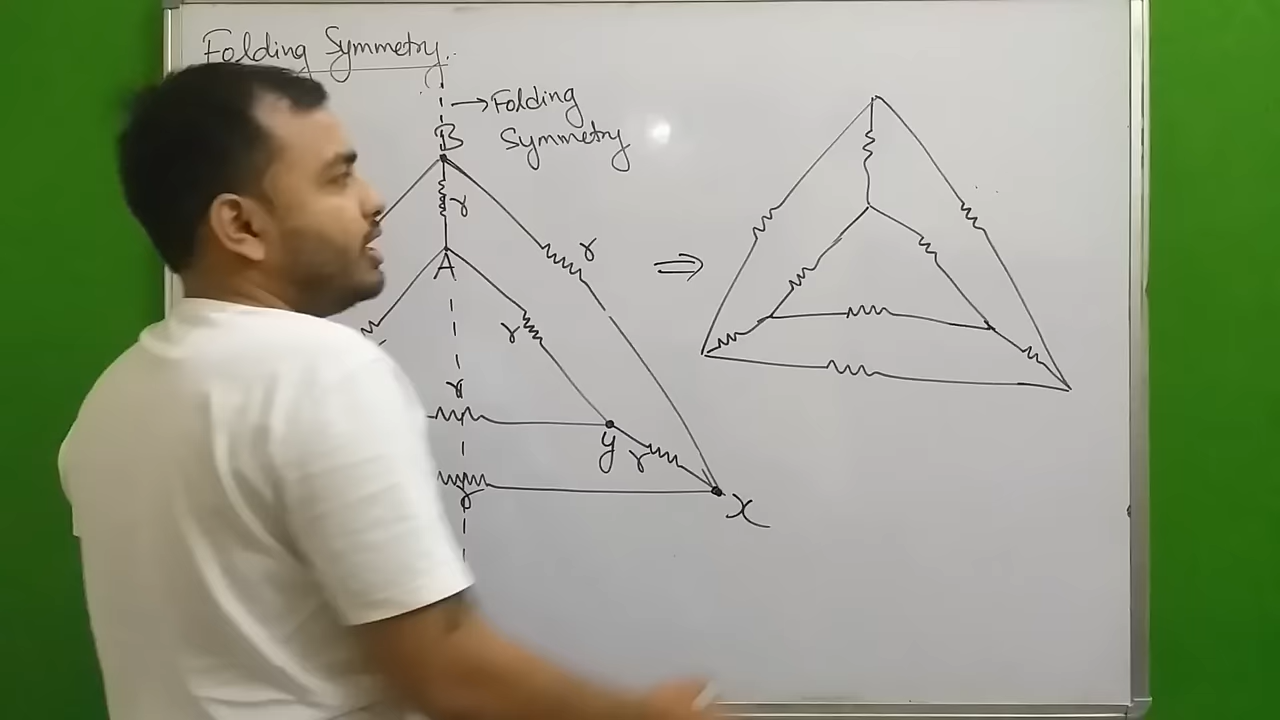 Folding Symmetry.
→Folding
Symmetry
B
r
r
A
r
r
y
r
r
x
⇒